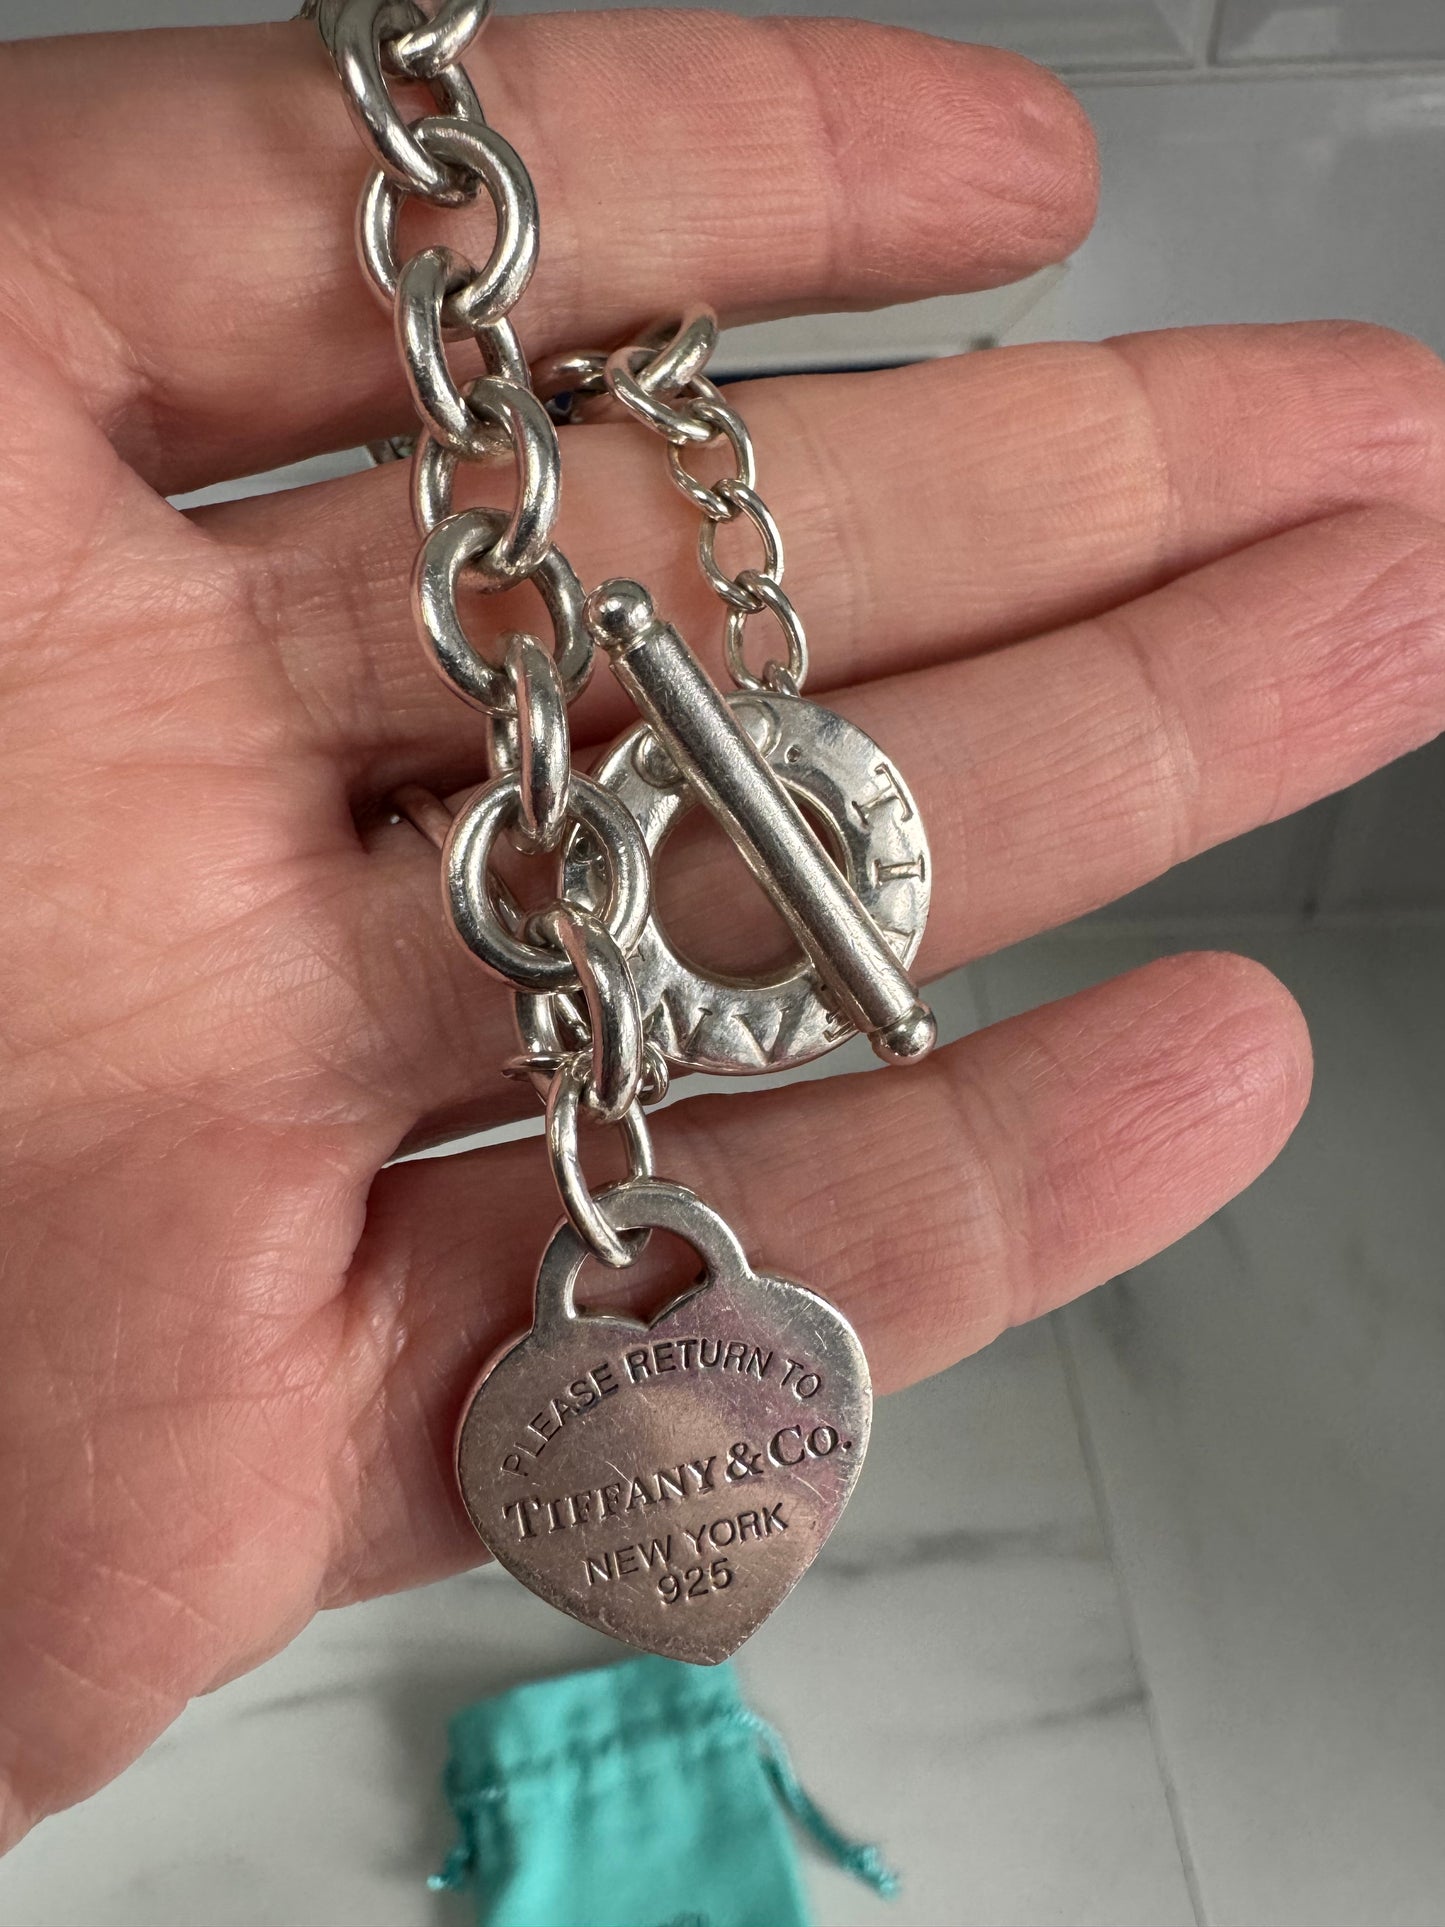 PLEASE RETURN TO
TIFFANY & CO.
NEW YORK
925